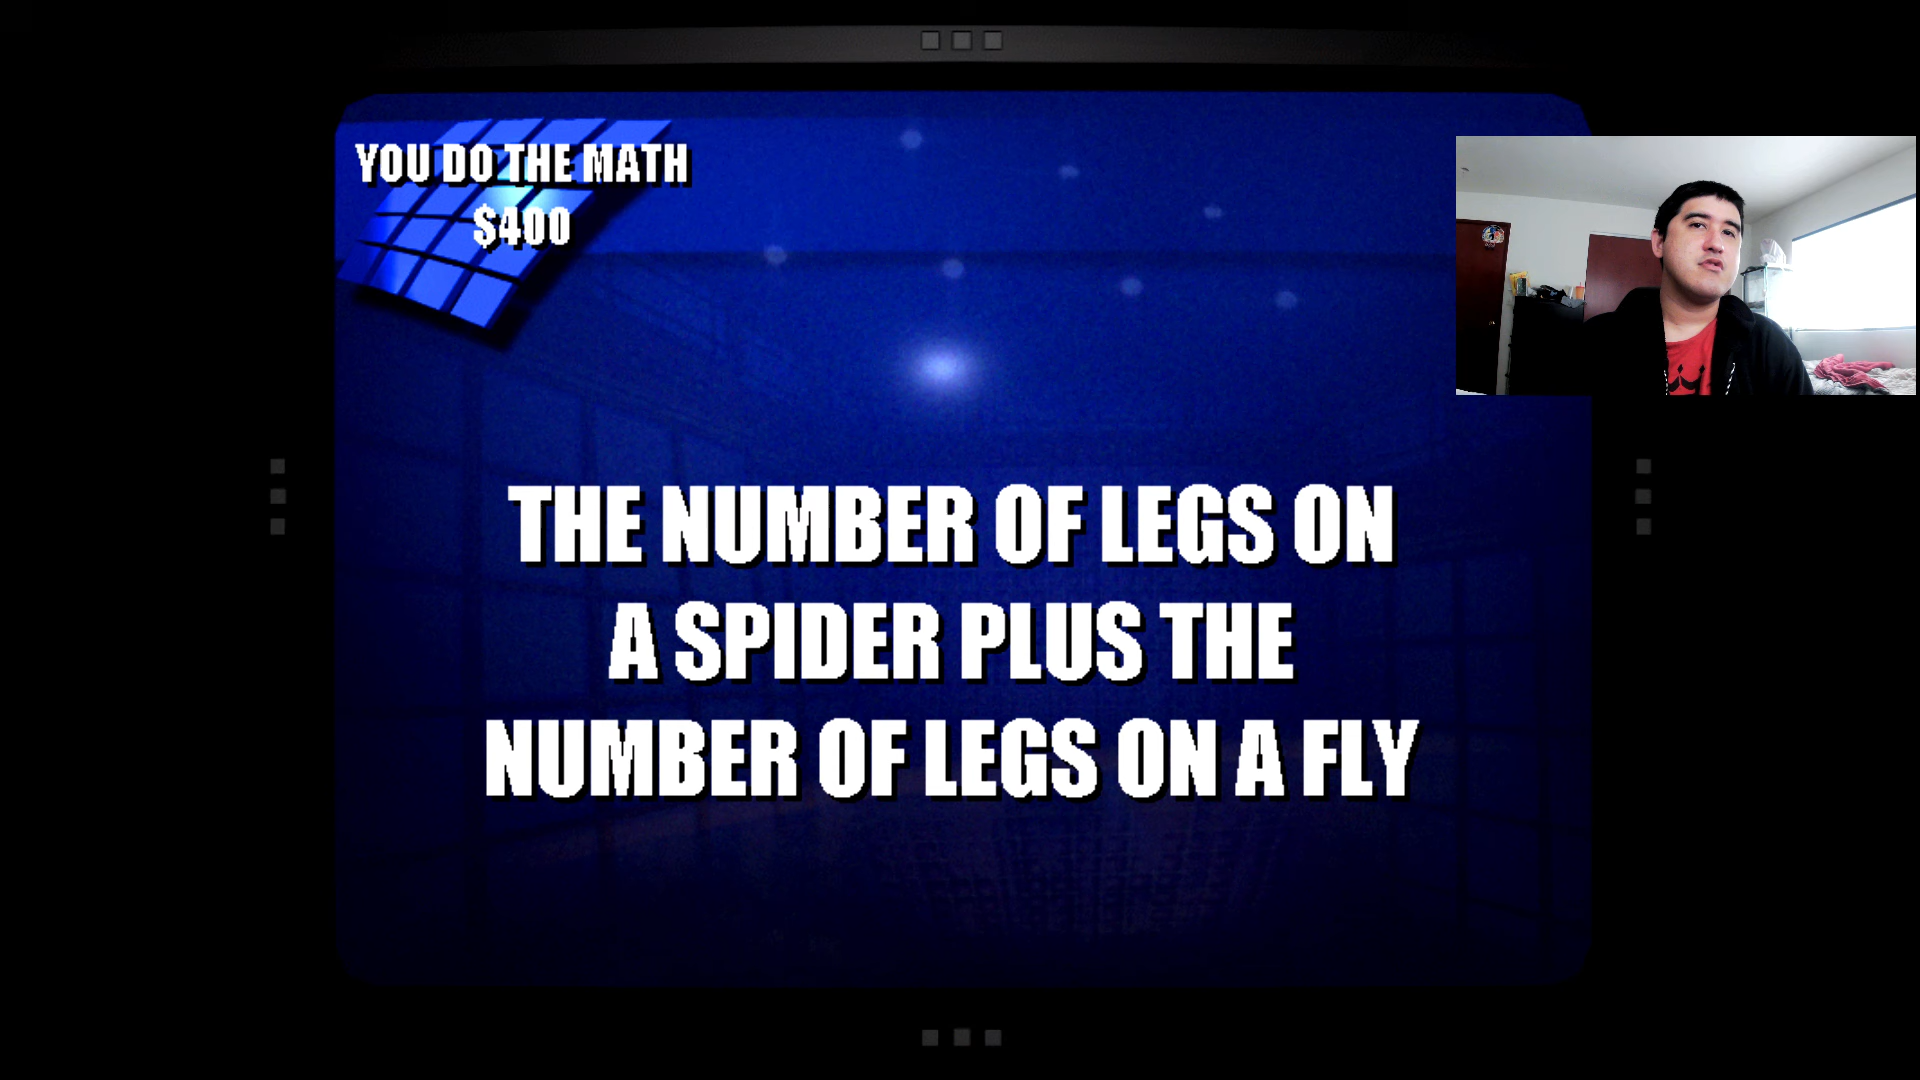 YOU DO THE MATH
$400
THE NUMBER OF LEGS ON
A SPIDER PLUS THE
NUMBER OF LEGS ON A FLY